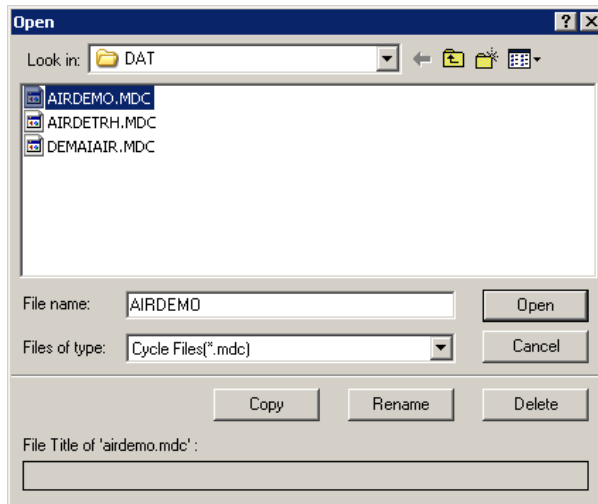 Open
Look in: DAT
AIRDEMO.MDC
AIRDETRH.MDC
DEMAIAIR.MDC
File name: AIRDEMO Open
Files of type: Cycle Files(*.mdc) Cancel
Copy Rename Delete
File Title of 'airdemo.mdc' :